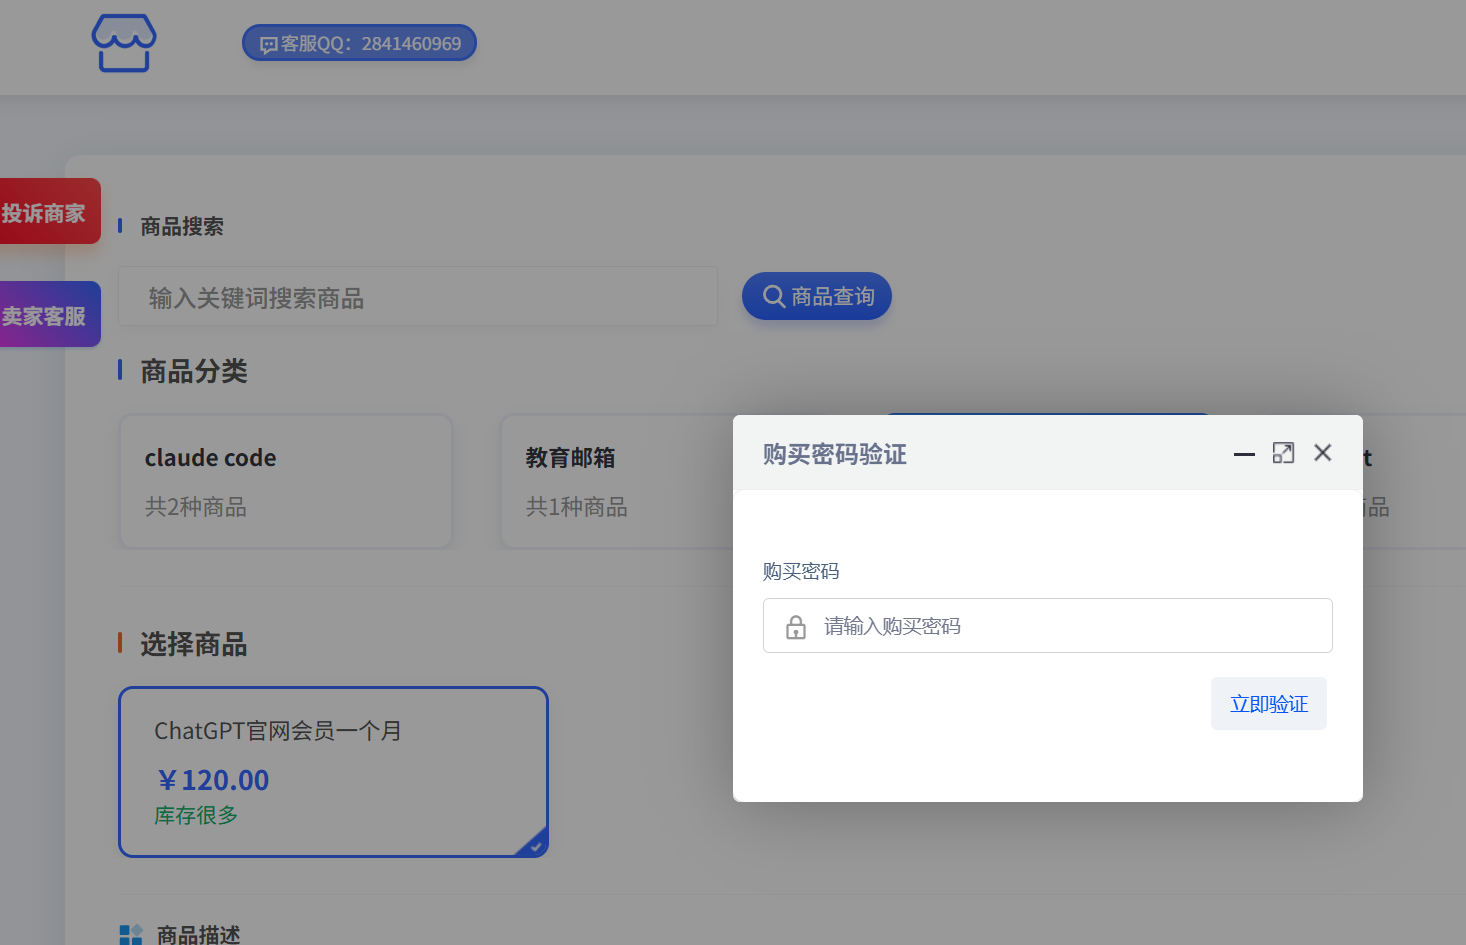 客服QQ：2841460969
投诉商家
卖家客服
商品搜索
输入关键词搜索商品
商品查询
商品分类
claude code
共2种商品
教育邮箱
共1种商品
t
品
购买密码验证
购买密码
请输入购买密码
立即验证
选择商品
ChatGPT官网会员一个月
￥120.00
库存很多
商品描述